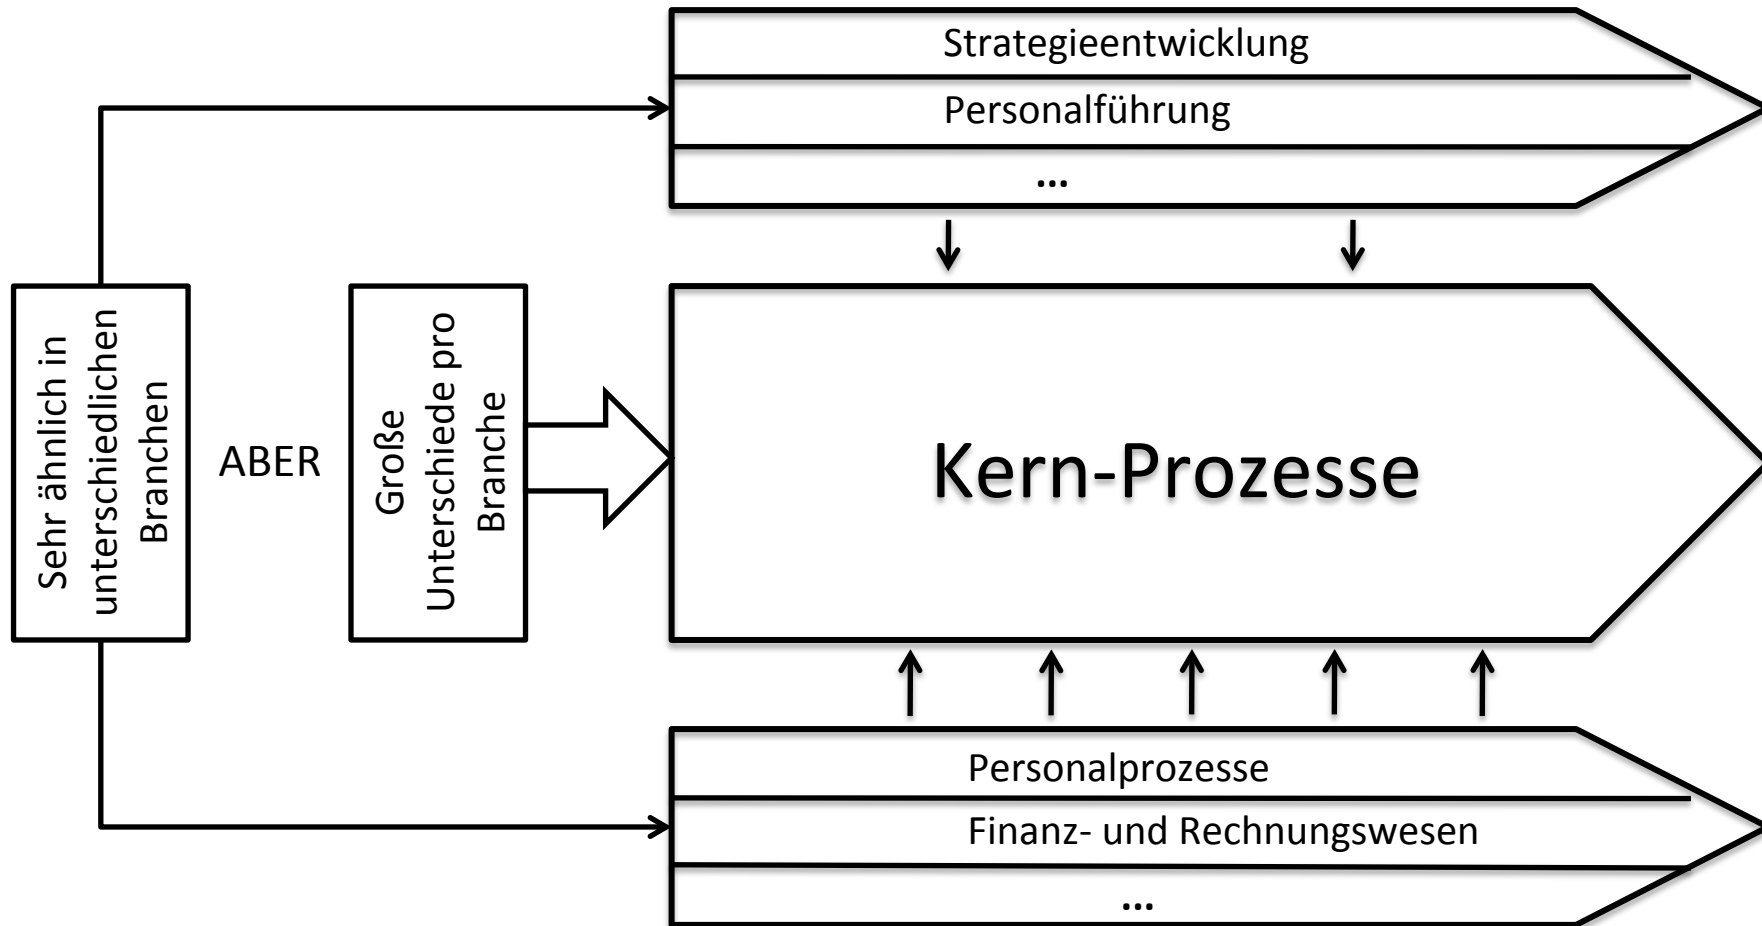 Strategieentwicklung
Personalführung
...
Sehr ähnlich in
unterschiedlichen
Branchen
ABER
Große
Unterschiede pro
Branche
Kern-Prozesse
Personalprozesse
Finanz- und Rechnungswesen
...